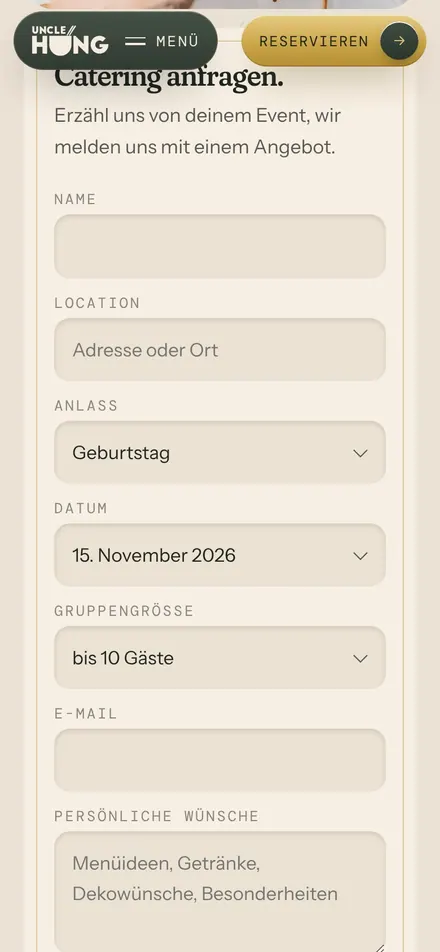 UNCLE
HUNG
MENÜ
RESERVIEREN
Catering anfragen.
Erzähl uns von deinem Event, wir
melden uns mit einem Angebot.
NAME
LOCATION
Adresse oder Ort
ANLASS
Geburtstag
DATUM
15. November 2026
GRUPPENGRÖSSE
bis 10 Gäste
E-MAIL
PERSÖNLICHE WÜNSCHE
Menüideen, Getränke,
Dekowünsche, Besonderheiten